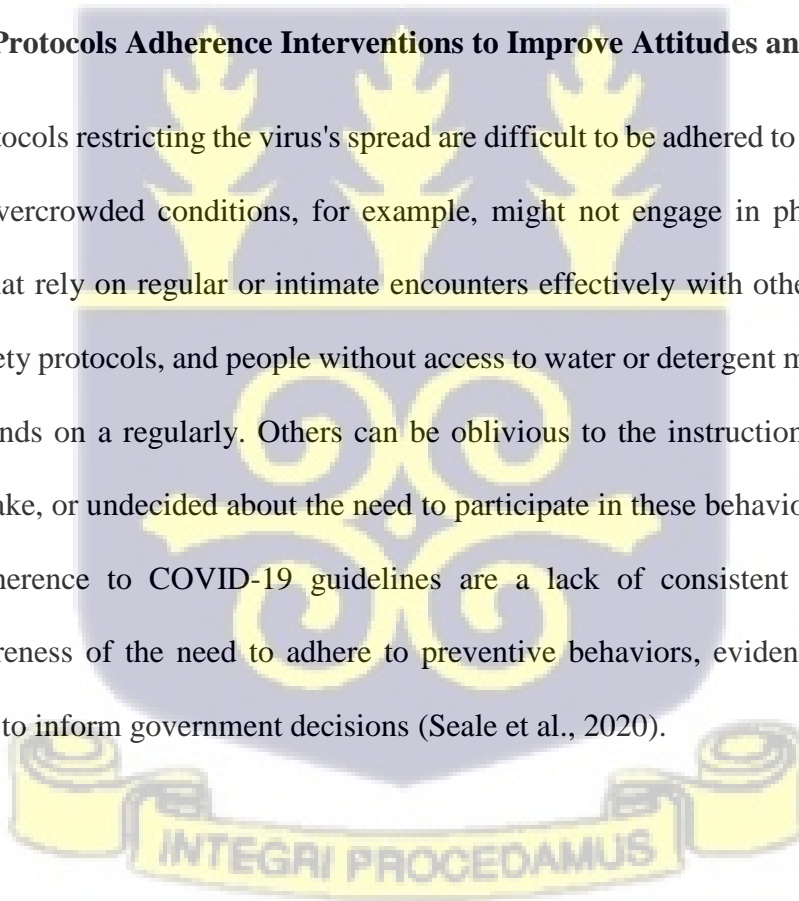 Protocols Adherence Interventions to Improve Attitudes an
tocols restricting the virus's spread are difficult to be adhered to
vercrowded conditions, for example, might not engage in ph
at rely on regular or intimate encounters effectively with othe
ety protocols, and people without access to water or detergent m
nds on a regularly. Others can be oblivious to the instruction
ake, or undecided about the need to participate in these behavio
herence to COVID-19 guidelines are a lack of consistent
reness of the need to adhere to preventive behaviors, eviden
to inform government decisions (Seale et al., 2020).
INTEGRI PROCEDAMUS